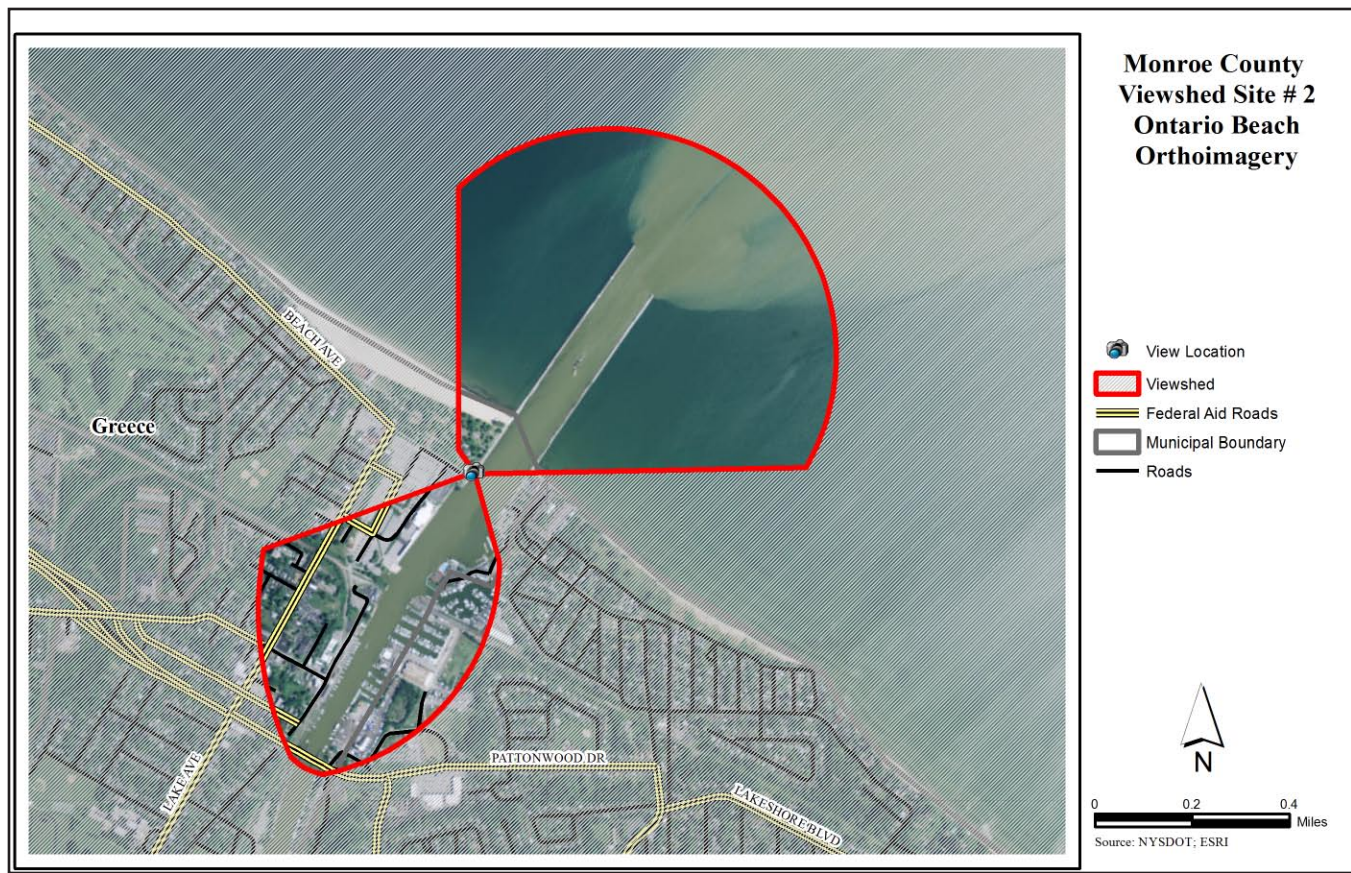 Monroe County
Viewshed Site # 2
Ontario Beach
Orthoimagery
BEACH AVE
Greece
LAKE AVE
PATTONWOOD DR
LAKESHORE BLVD
View Location
Viewshed
Federal Aid Roads
Municipal Boundary
Roads
N
0 0.2 0.4
Miles
Source: NYSDOT; ESRI